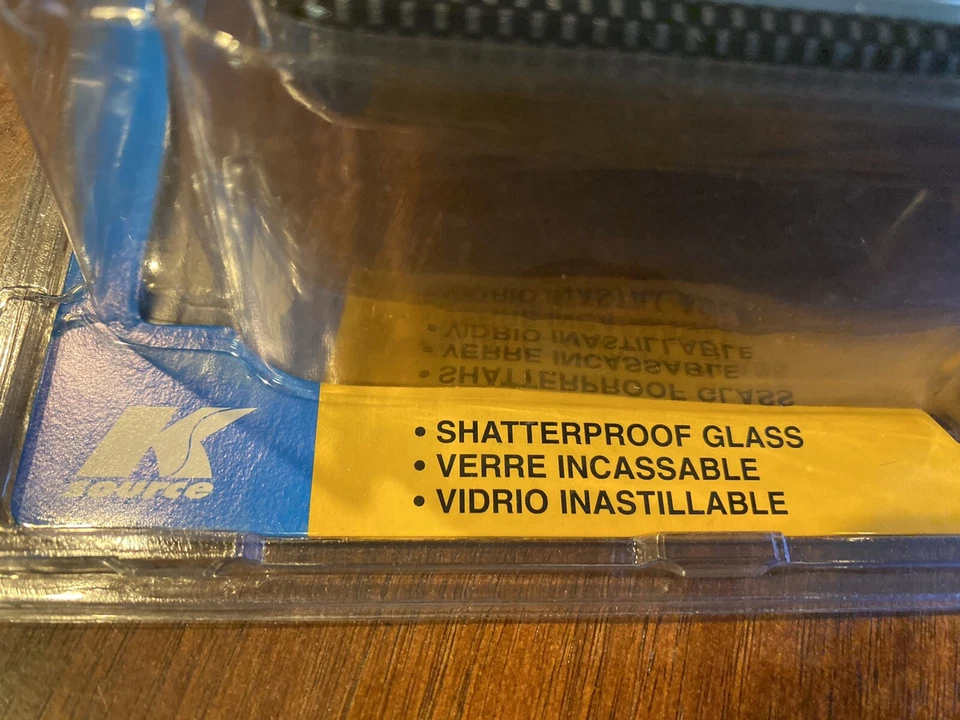 K
source
• SHATTERPROOF GLASS
• VERRE INCASSABLE
• VIDRIO INASTILLABLE